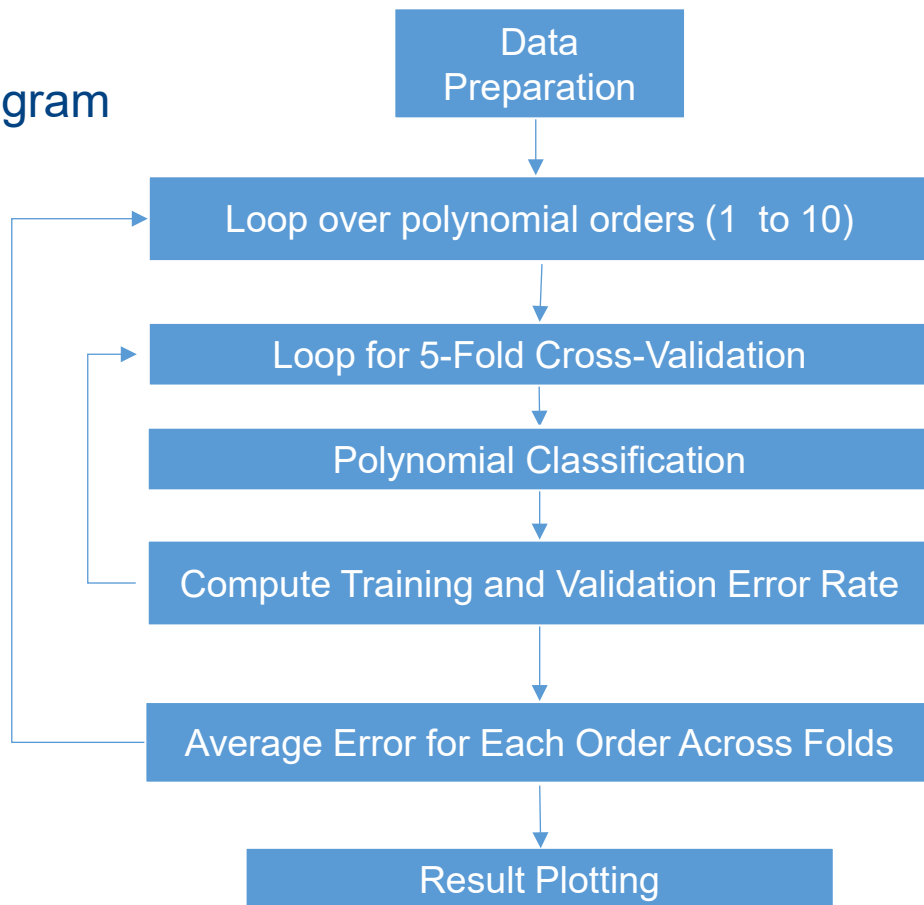 Data
Preparation
gram
Loop over polynomial orders (1  to 10)
Loop for 5-Fold Cross-Validation
Polynomial Classification
Compute Training and Validation Error Rate
Average Error for Each Order Across Folds
Result Plotting